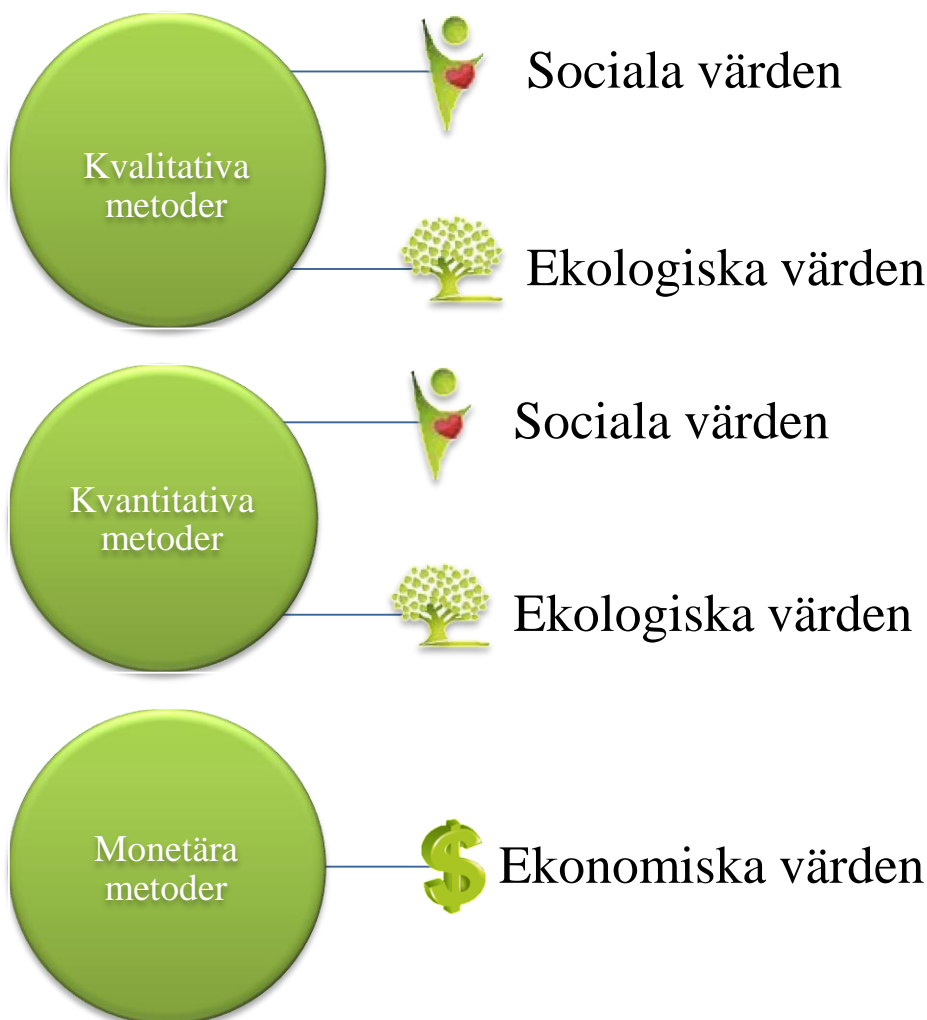 Kvalitativa
metoder
Sociala värden
Ekologiska värden
Kvantitativa
metoder
Sociala värden
Ekologiska värden
Monetära
metoder
Ekonomiska värden